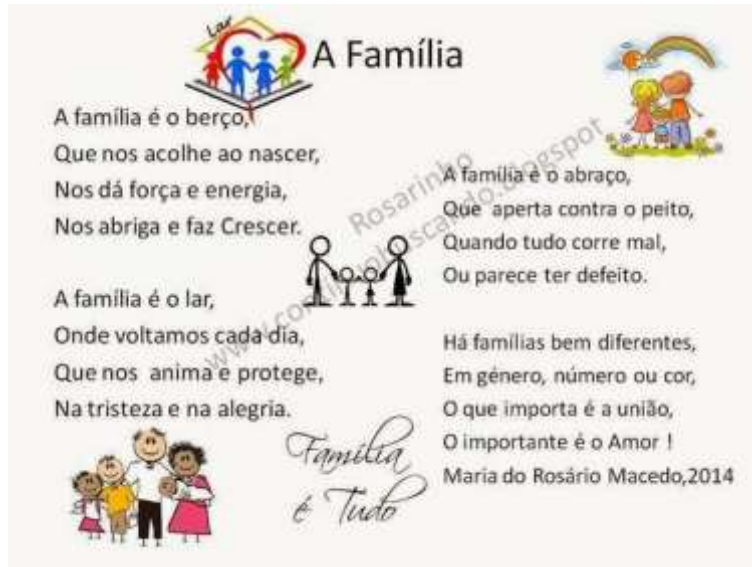 Lar
A Família
A família é o berço,
Que nos acolhe ao nascer,
Nos dá força e energia,
Nos abriga e faz Crescer.
A família é o lar,
Onde voltamos cada dia,
Que nos anima e protege,
Na tristeza e na alegria.
A família é o abraço,
Que aperta contra o peito,
Quando tudo corre mal,
Ou parece ter defeito.
Há famílias bem diferentes,
Em género, número ou cor,
O que importa é a união,
O importante é o Amor !
Maria do Rosário Macedo,2014
Família
é Tudo
Rosarinho